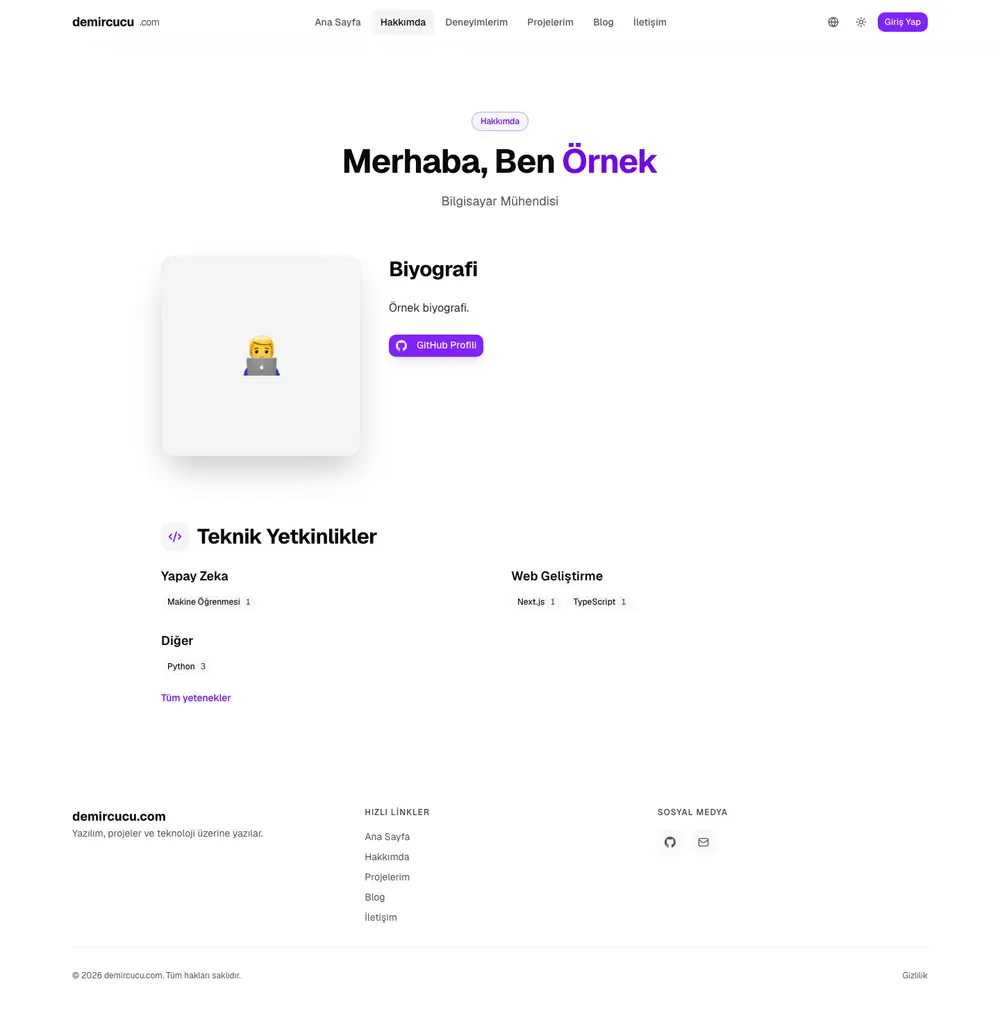 demircucu .com
Ana Sayfa Hakkımda Deneyimlerim Projelerim Blog İletişim
Giriş Yap
Hakkımda
Merhaba, Ben Örnek
Bilgisayar Mühendisi
Biyografi
Örnek biyografi.
GitHub Profili
</> Teknik Yetkinlikler
Yapay Zeka
Makine Öğrenmesi 1
Web Geliştirme
Next.js 1 TypeScript 1
Diğer
Python 3
Tüm yetenekler
demircucu.com
Yazılım, projeler ve teknoloji üzerine yazılar.
HIZLI LİNKLER
Ana Sayfa
Hakkımda
Projelerim
Blog
İletişim
SOSYAL MEDYA
© 2026 demircucu.com. Tüm hakları saklıdır.
Gizlilik